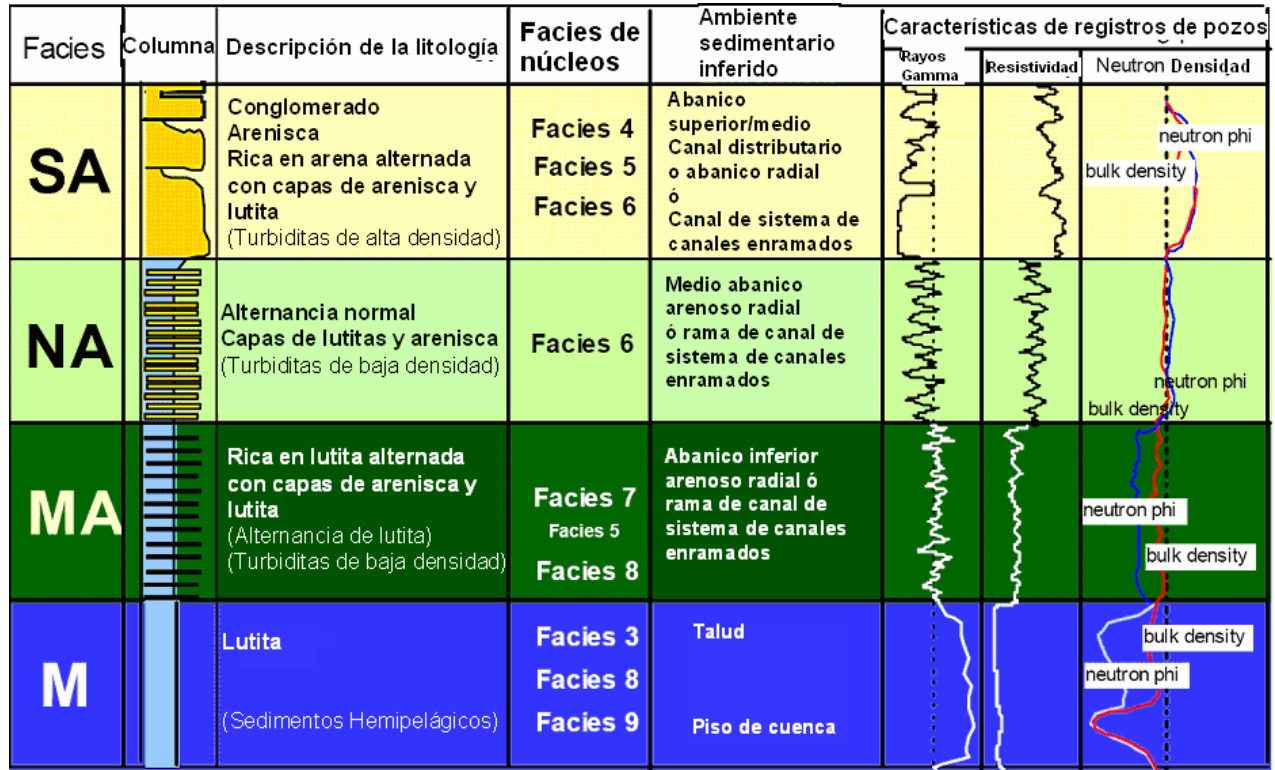 Facies
Columna
Descripción de la litología
Facies de
núcleos
Ambiente
sedimentario
inferido
Características de registros de pozos
Rayos
Gamma
Resistividad
Neutron Densidad
SA
Conglomerado
Arenisca
Rica en arena alternada
con capas de arenisca y
lutita
(Turbiditas de alta densidad)
Facies 4
Facies 5
Facies 6
Abanico
superior/medio
Canal distributario
o abanico radial
ó
Canal de sistema de
canales enramados
neutron phi
bulk density
NA
Alternancia normal
Capas de lutitas y arenisca
(Turbiditas de baja densidad)
Facies 6
Medio abanico
arenoso radial
ó rama de canal de
sistema de canales
enramados
neutron phi
bulk density
MA
Rica en lutita alternada
con capas de arenisca y
lutita
(Alternancia de lutita)
(Turbiditas de baja densidad)
Facies 7
Facies 5
Facies 8
Abanico inferior
arenoso radial ó
rama de canal de
sistema de canales
enramados
neutron phi
bulk density
M
Lutita
(Sedimentos Hemipelágicos)
Facies 3
Facies 8
Facies 9
Talud
Piso de cuenca
bulk density
neutron phi